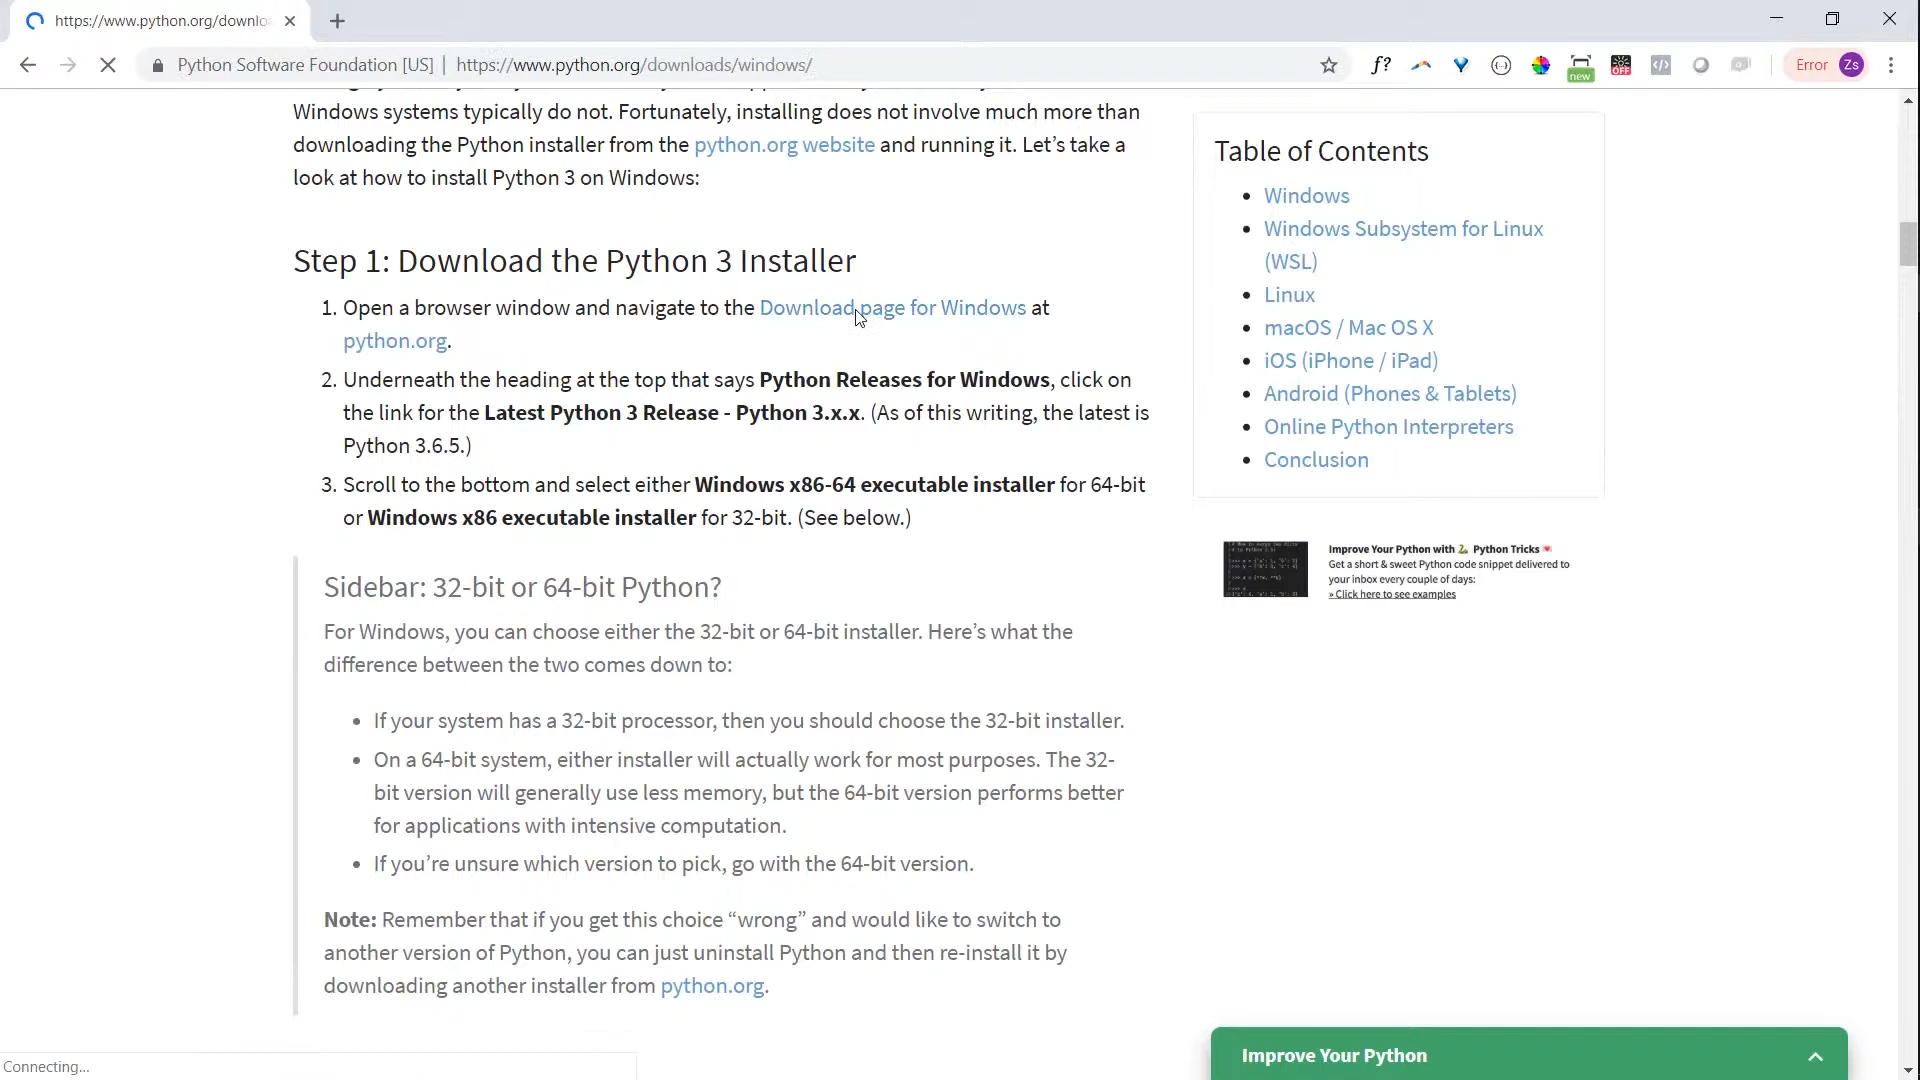 https://www.python.org/downlo
Python Software Foundation [US] | https://www.python.org/downloads/windows/
f?
new
OFF
Error
Zs
Windows systems typically do not. Fortunately, installing does not involve much more than
downloading the Python installer from the python.org website and running it. Let’s take a
look at how to install Python 3 on Windows:
Step 1: Download the Python 3 Installer
1. Open a browser window and navigate to the Download page for Windows at
python.org.
2. Underneath the heading at the top that says Python Releases for Windows, click on
the link for the Latest Python 3 Release - Python 3.x.x. (As of this writing, the latest is
Python 3.6.5.)
3. Scroll to the bottom and select either Windows x86-64 executable installer for 64-bit
or Windows x86 executable installer for 32-bit. (See below.)
Sidebar: 32-bit or 64-bit Python?
For Windows, you can choose either the 32-bit or 64-bit installer. Here’s what the
difference between the two comes down to:
• If your system has a 32-bit processor, then you should choose the 32-bit installer.
• On a 64-bit system, either installer will actually work for most purposes. The 32-
bit version will generally use less memory, but the 64-bit version performs better
for applications with intensive computation.
• If you’re unsure which version to pick, go with the 64-bit version.
Note: Remember that if you get this choice “wrong” and would like to switch to
another version of Python, you can just uninstall Python and then re-install it by
downloading another installer from python.org.
Table of Contents
• Windows
• Windows Subsystem for Linux
(WSL)
• Linux
• macOS / Mac OS X
• iOS (iPhone / iPad)
• Android (Phones & Tablets)
• Online Python Interpreters
• Conclusion
Improve Your Python with 🐍 Python Tricks 💌
Get a short & sweet Python code snippet delivered to
your inbox every couple of days:
» Click here to see examples
Improve Your Python
Connecting...